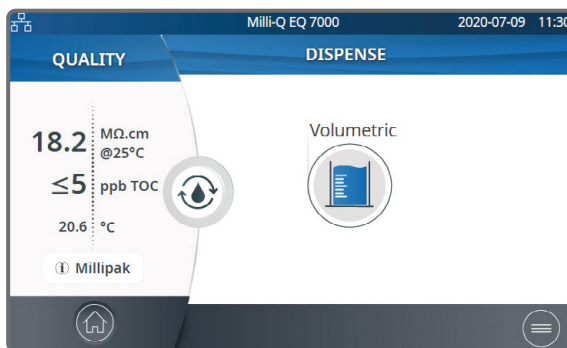 Milli-Q EQ 7000
2020-07-09 11:30
QUALITY
DISPENSE
18.2 MΩ.cm
@25°C
≤5 ppb TOC
20.6 °C
ⓘ Millipak
Volumetric